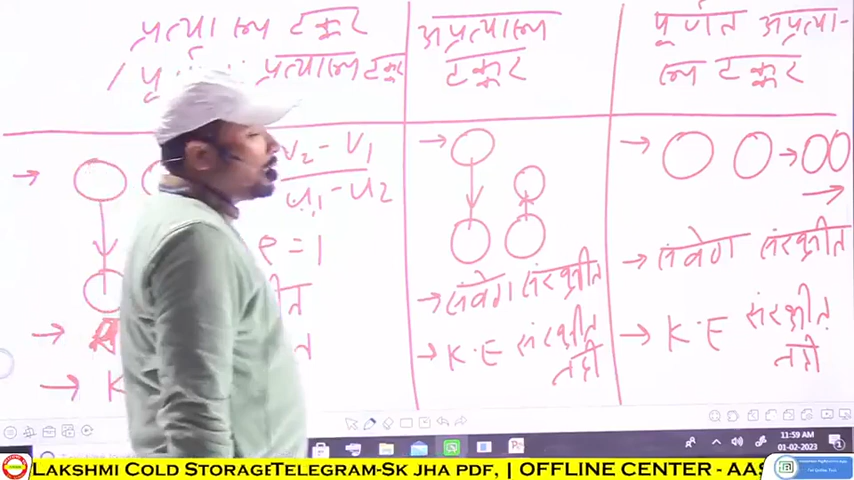 प्रत्यास्थ टक्कर
/ पूर्ण प्रत्यास्थ टक्कर
अप्रत्यास्थ
टक्कर
पूर्णत अप्रत्या-
स्थ टक्कर
→ v₂ - v₁
u₁ - u₂
e = 1
→
→ K
→
→ संवेग संरक्षीत
→ K.E संरक्षीत
नही
→ →
→
→ संवेग संरक्षीत
→ K.E संरक्षीत
नही
11:59 AM
01-02-2023
LAKSHMI COLD STORAGE TELEGRAM-SK JHA PDF, | OFFLINE CENTER - AAS